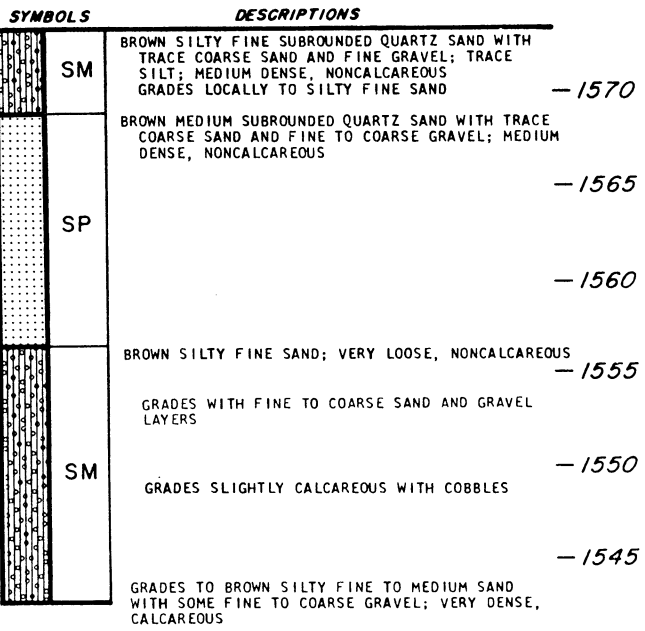 SYMBOLS DESCRIPTIONS
BROWN SILTY FINE SUBROUNDED QUARTZ SAND WITH
TRACE COARSE SAND AND FINE GRAVEL; TRACE
SM SILT; MEDIUM DENSE, NONCALCAREOUS
GRADES LOCALLY TO SILTY FINE SAND — 1570
BROWN MEDIUM SUBROUNDED QUARTZ SAND WITH TRACE
COARSE SAND AND FINE TO COARSE GRAVEL; MEDIUM
DENSE, NONCALCAREOUS
— 1565
SP
— 1560
BROWN SILTY FINE SAND; VERY LOOSE, NONCALCAREOUS
— 1555
GRADES WITH FINE TO COARSE SAND AND GRAVEL
LAYERS
— 1550
SM
GRADES SLIGHTLY CALCAREOUS WITH COBBLES
— 1545
GRADES TO BROWN SILTY FINE TO MEDIUM SAND
WITH SOME FINE TO COARSE GRAVEL; VERY DENSE,
CALCAREOUS